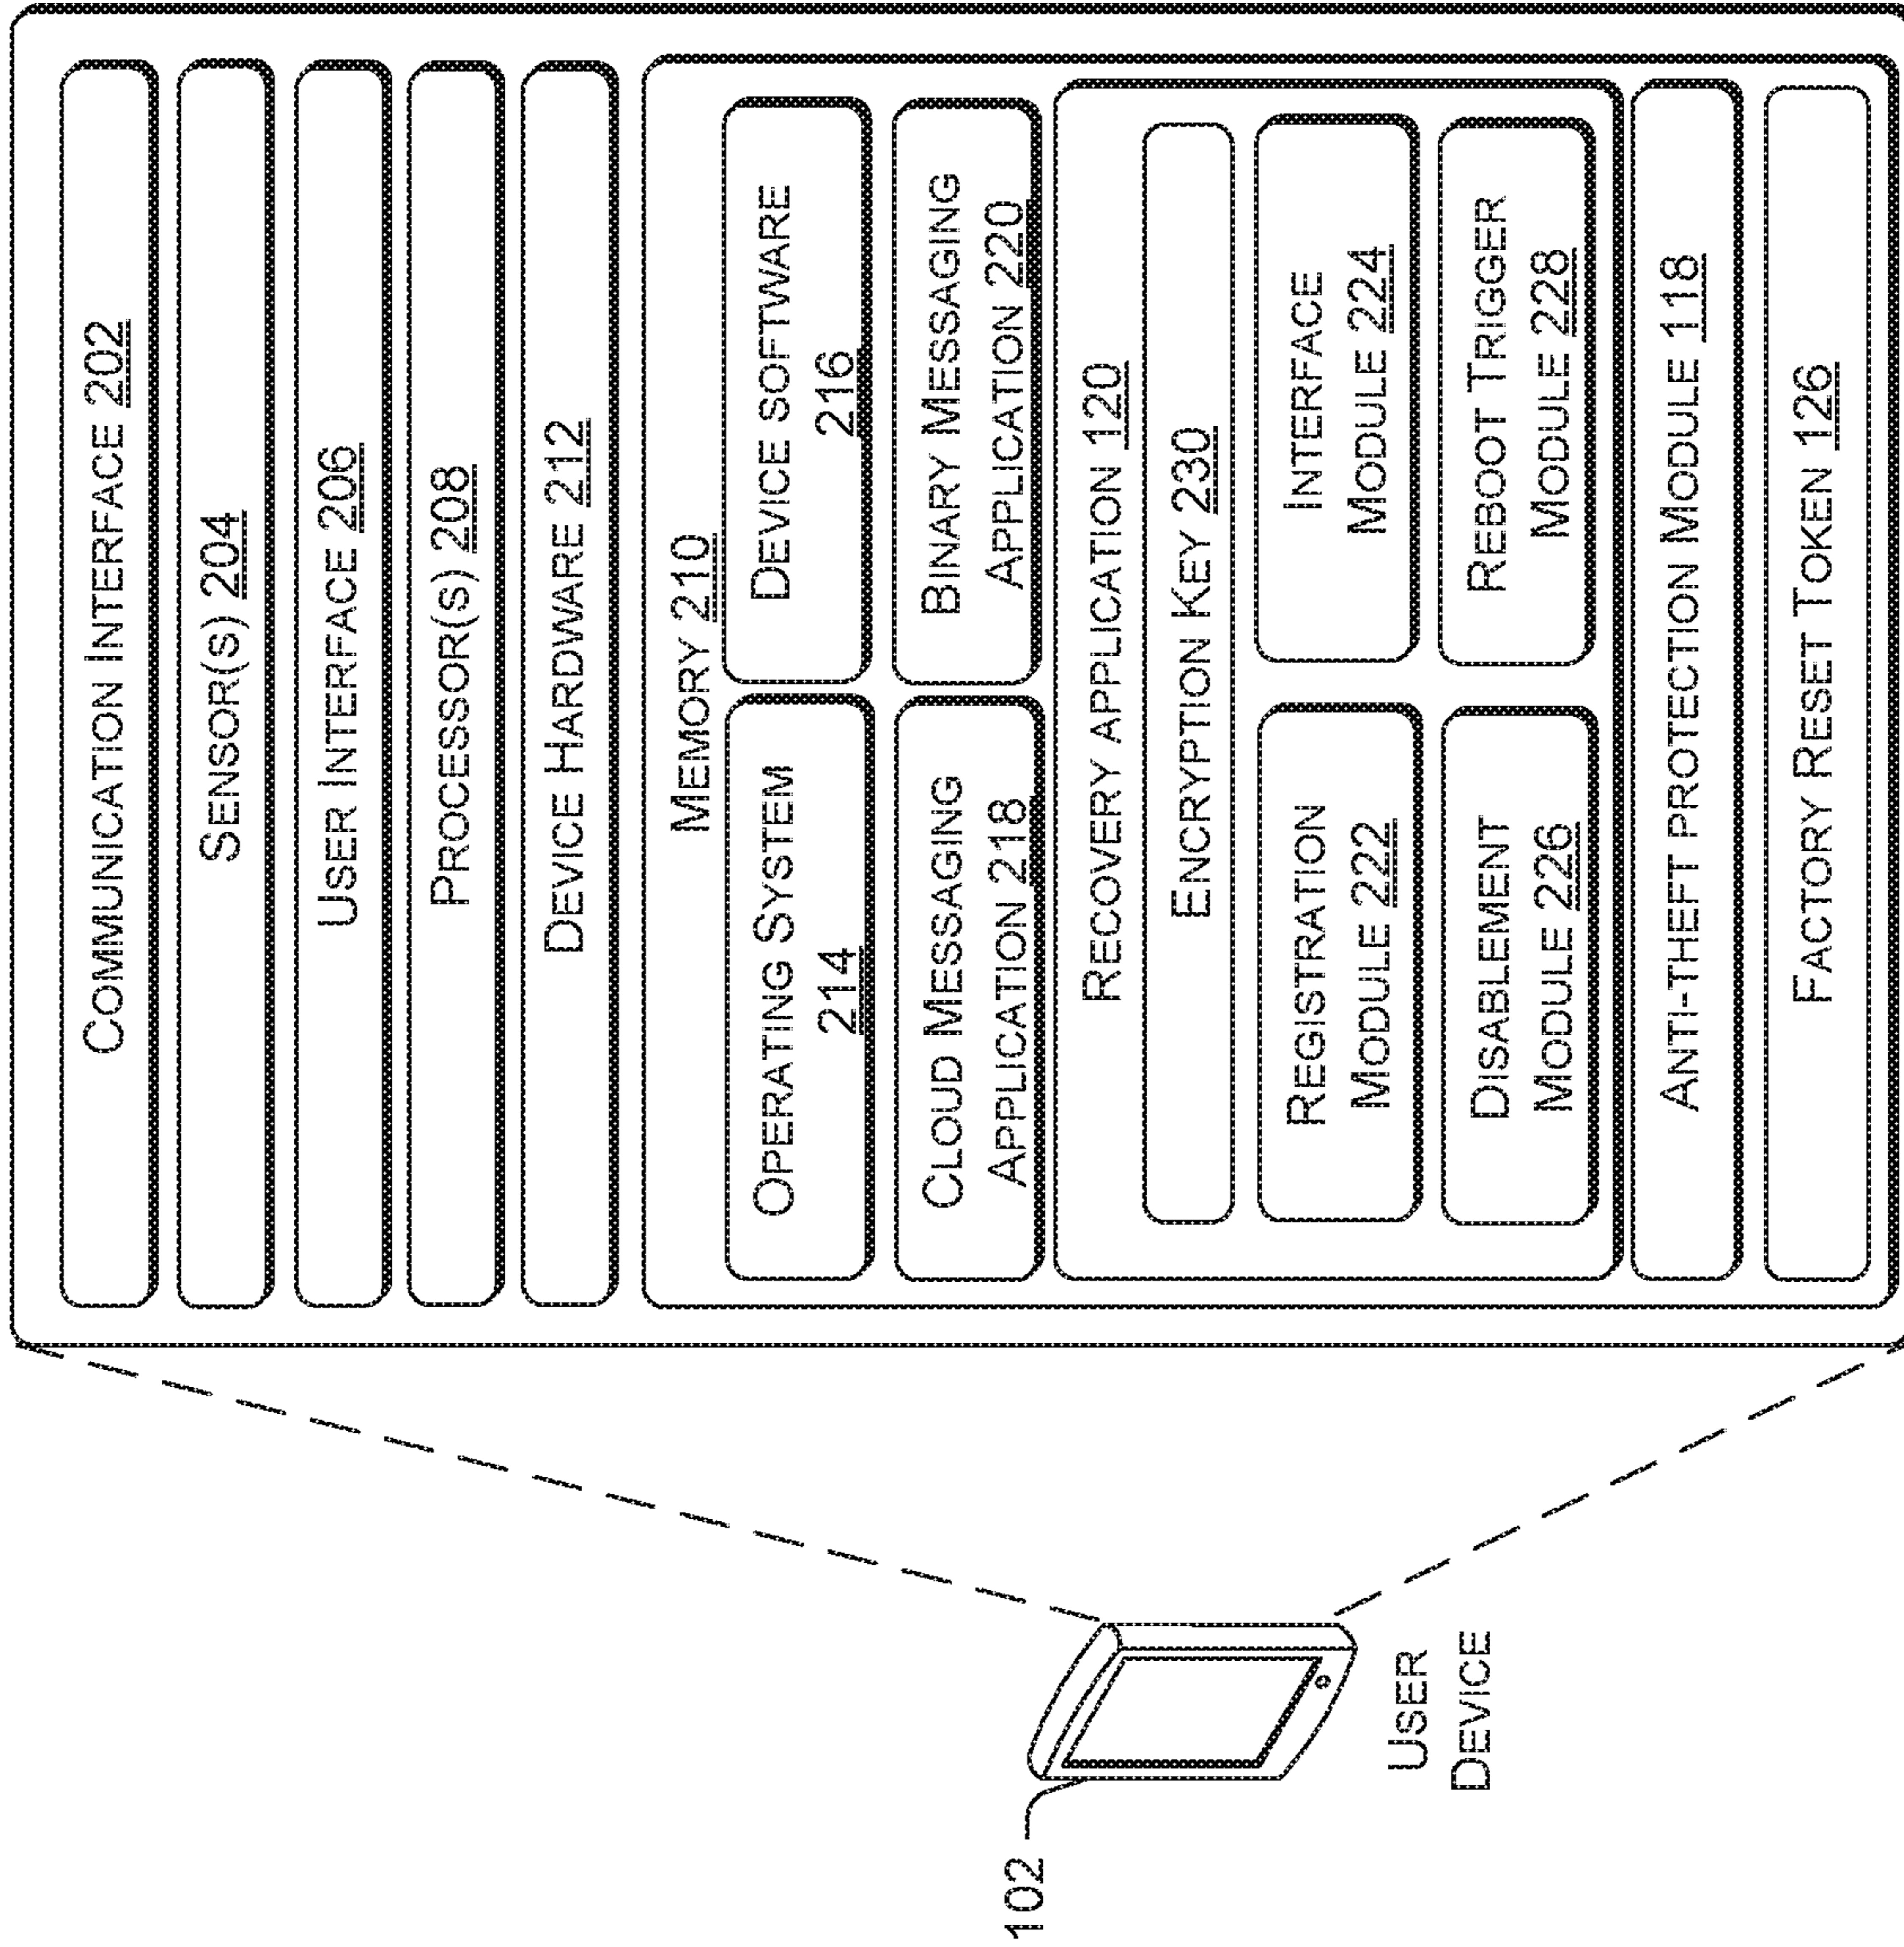 COMMUNICATION INTERFACE 202
SENSOR(S) 204
USER INTERFACE 206
PROCESSOR(S) 208
DEVICE HARDWARE 212
MEMORY 210
OPERATING SYSTEM
214
DEVICE SOFTWARE
216
CLOUD MESSAGING
APPLICATION 218
BINARY MESSAGING
APPLICATION 220
RECOVERY APPLICATION 120
ENCRYPTION KEY 230
REGISTRATION
MODULE 222
INTERFACE
MODULE 224
DISABLEMENT
MODULE 226
REBOOT TRIGGER
MODULE 228
ANTI-THEFT PROTECTION MODULE 118
FACTORY RESET TOKEN 126
102
USER
DEVICE